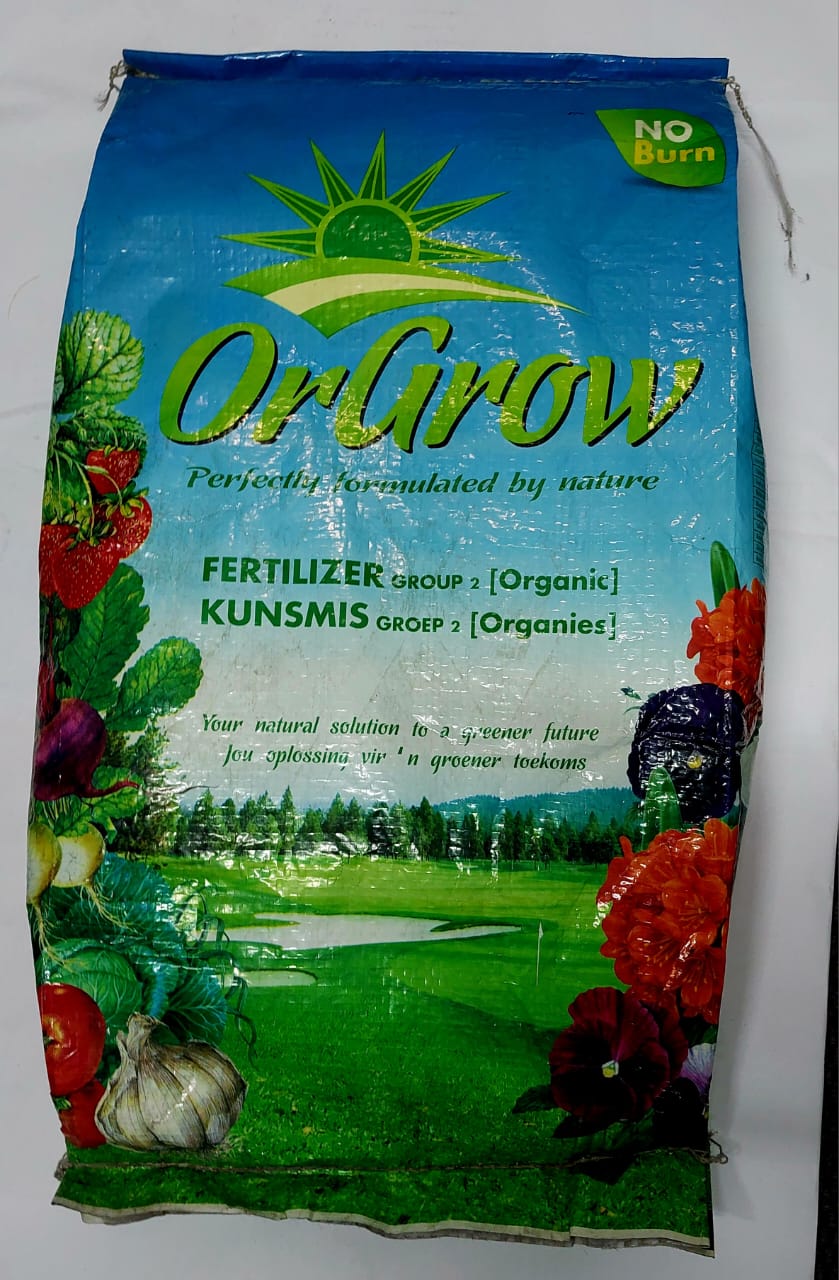 NO
Burn
OrGrow
Perfectly formulated by nature
FERTILIZER GROUP 2 [Organic]
KUNSMIS GROEP 2 [Organies]
Your natural solution to a greener future
Jou oplossing vir 'n groener toekoms